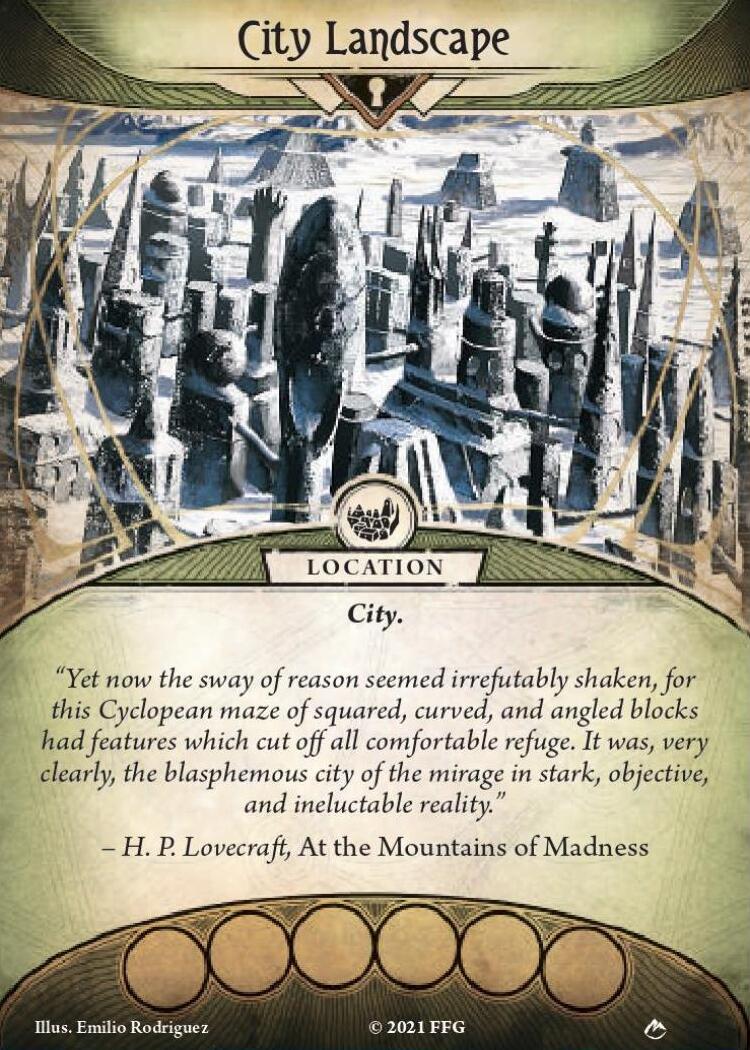 City Landscape
LOCATION
City.
“Yet now the sway of reason seemed irrefutably shaken, for
this Cyclopean maze of squared, curved, and angled blocks
had features which cut off all comfortable refuge. It was, very
clearly, the blasphemous city of the mirage in stark, objective,
and ineluctable reality.”
– H. P. Lovecraft, At the Mountains of Madness
Illus. Emilio Rodriguez
© 2021 FFG